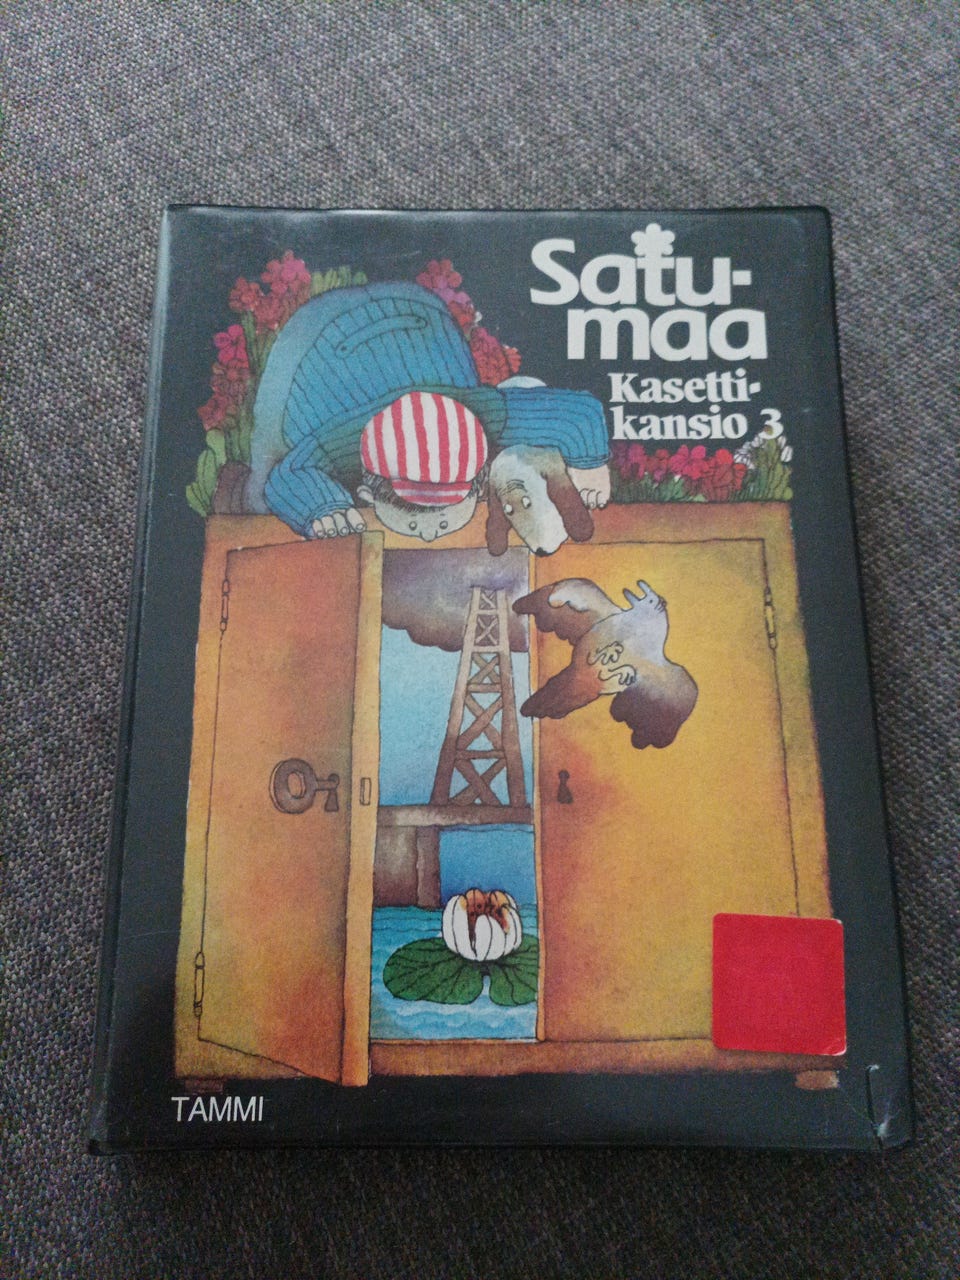 Satu-
maa
Kasetti-
kansio 3
TAMMI